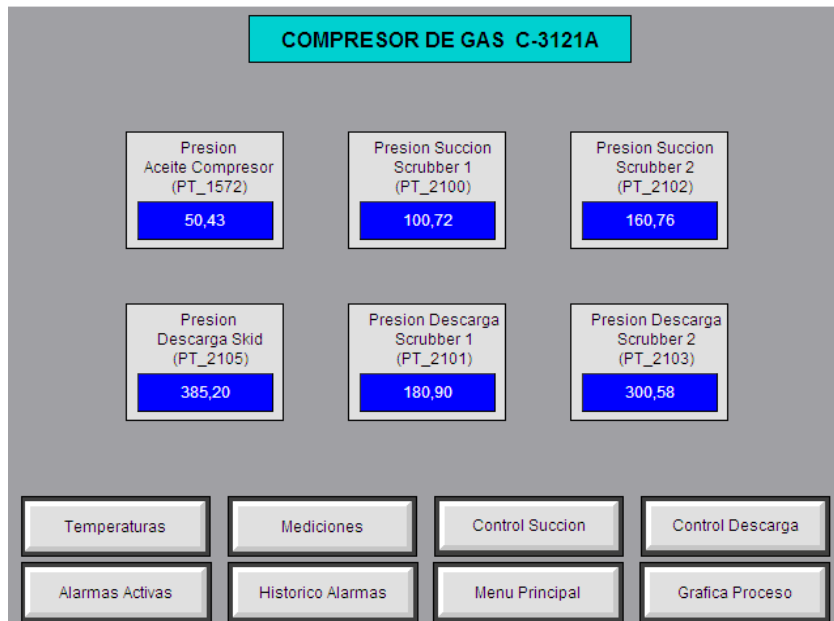 COMPRESOR DE GAS C-3121A
Presion
Aceite Compresor
(PT_1572)
50,43
Presion Succion
Scrubber 1
(PT_2100)
100,72
Presion Succion
Scrubber 2
(PT_2102)
160,76
Presion
Descarga Skid
(PT_2105)
385,20
Presion Descarga
Scrubber 1
(PT_2101)
180,90
Presion Descarga
Scrubber 2
(PT_2103)
300,58
Temperaturas
Mediciones
Control Succion
Control Descarga
Alarmas Activas
Historico Alarmas
Menu Principal
Grafica Proceso